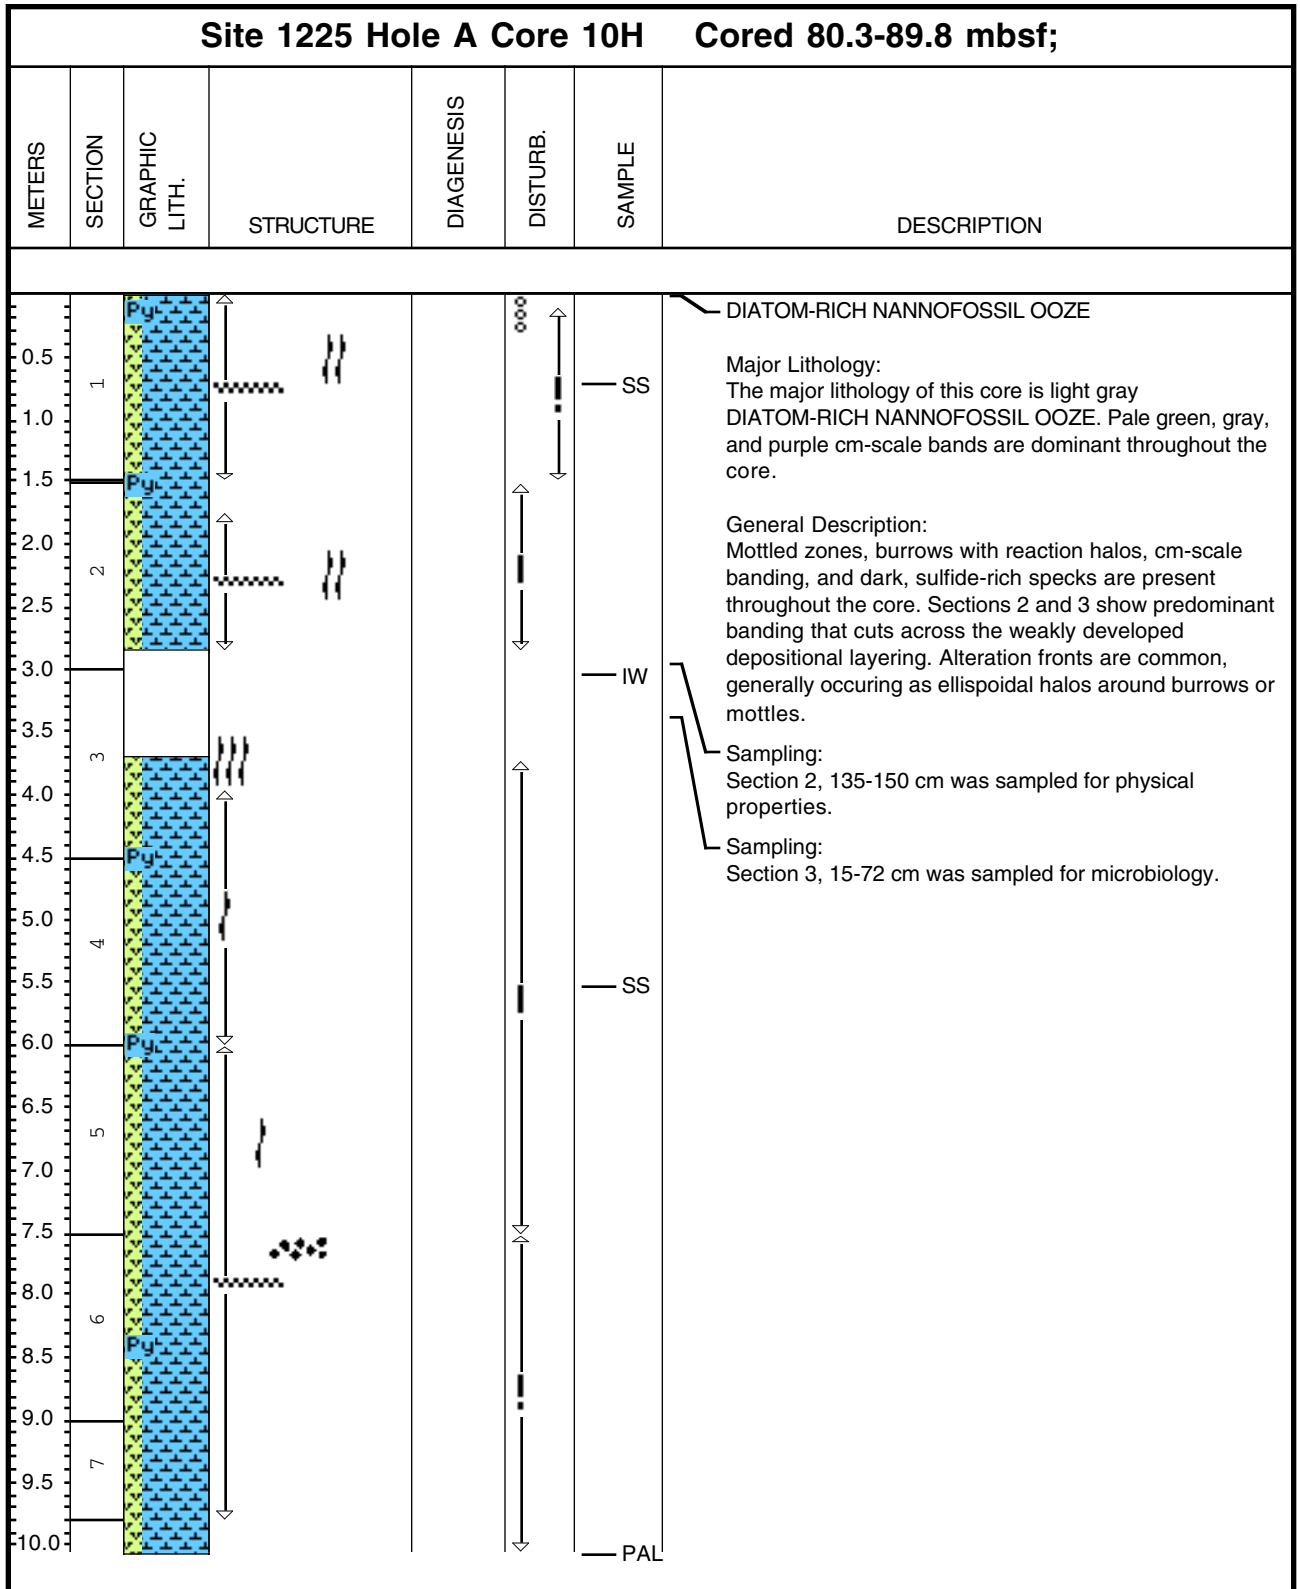 Site 1225 Hole A Core 10H Cored 80.3-89.8 mbsf;
METERS
SECTION
GRAPHIC
LITH.
STRUCTURE
DIAGENESIS
DISTURB.
SAMPLE
DESCRIPTION
Py
DIATOM-RICH NANNOFOSSIL OOZE
0.5
1
SS
Major Lithology:
The major lithology of this core is light gray
1.0
DIATOM-RICH NANNOFOSSIL OOZE. Pale green, gray,
and purple cm-scale bands are dominant throughout the
core.
1.5
Py
General Description:
2.0
Mottled zones, burrows with reaction halos, cm-scale
2
banding, and dark, sulfide-rich specks are present
2.5
throughout the core. Sections 2 and 3 show predominant
banding that cuts across the weakly developed
depositional layering. Alteration fronts are common,
3.0
IW
generally occuring as ellispoidal halos around burrows or
mottles.
3.5
3
Sampling:
Section 2, 135-150 cm was sampled for physical
4.0
properties.
4.5
Py
Sampling:
Section 3, 15-72 cm was sampled for microbiology.
5.0
4
5.5
SS
6.0
Py
6.5
5
7.0
7.5
8.0
6
Py
8.5
9.0
7
9.5
10.0
PAL